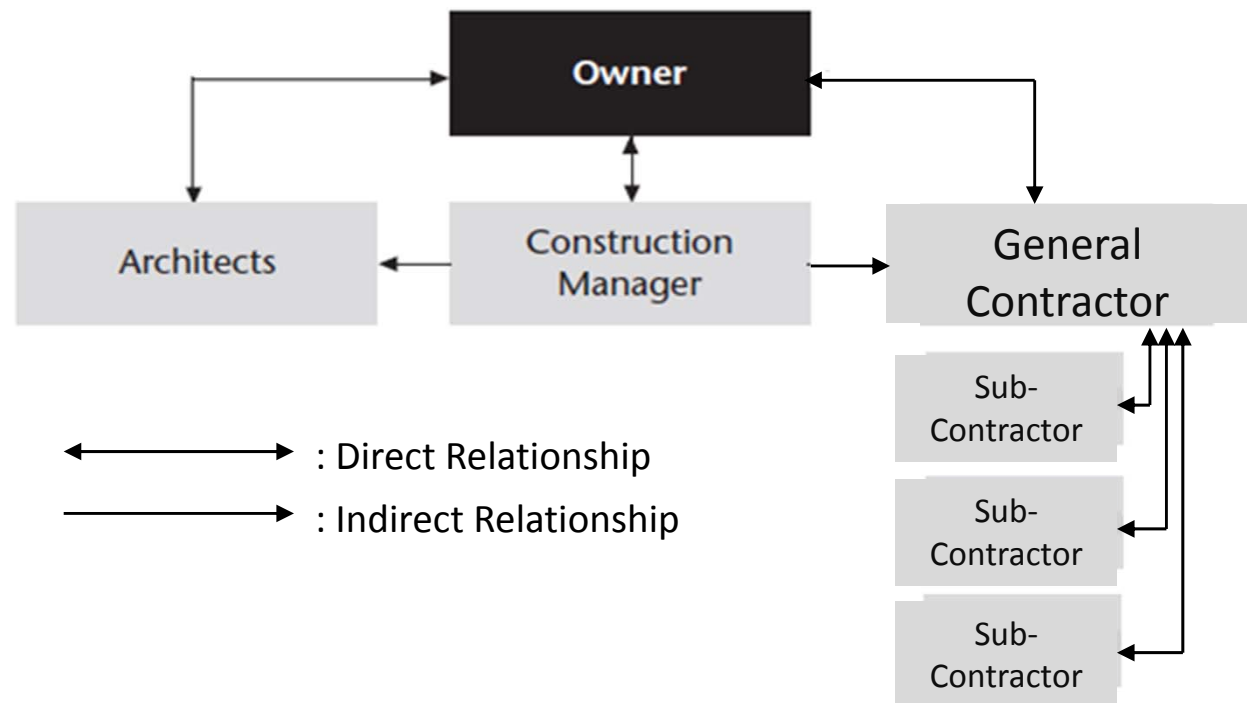 Owner
Architects
Construction
Manager
General
Contractor
Sub-
Contractor
Sub-
Contractor
Sub-
Contractor
: Direct Relationship
: Indirect Relationship